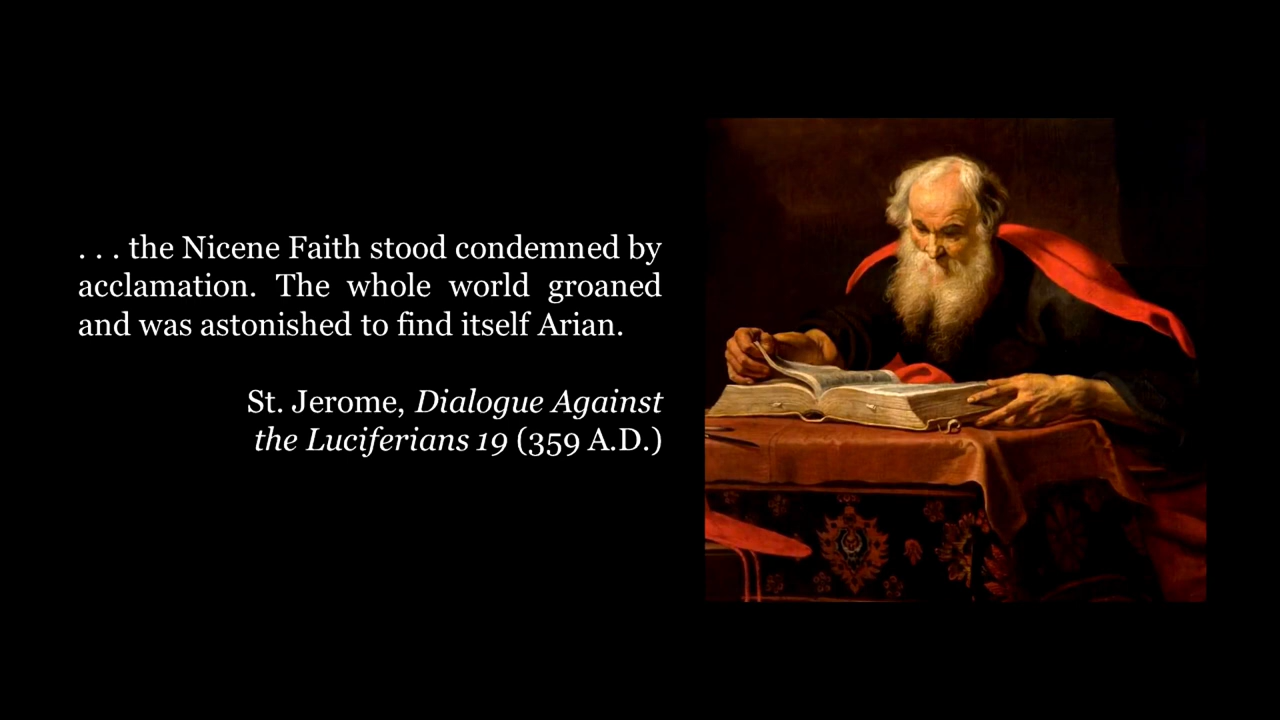 . . . the Nicene Faith stood condemned by
acclamation. The whole world groaned
and was astonished to find itself Arian.
St. Jerome, Dialogue Against
the Luciferians 19 (359 A.D.)